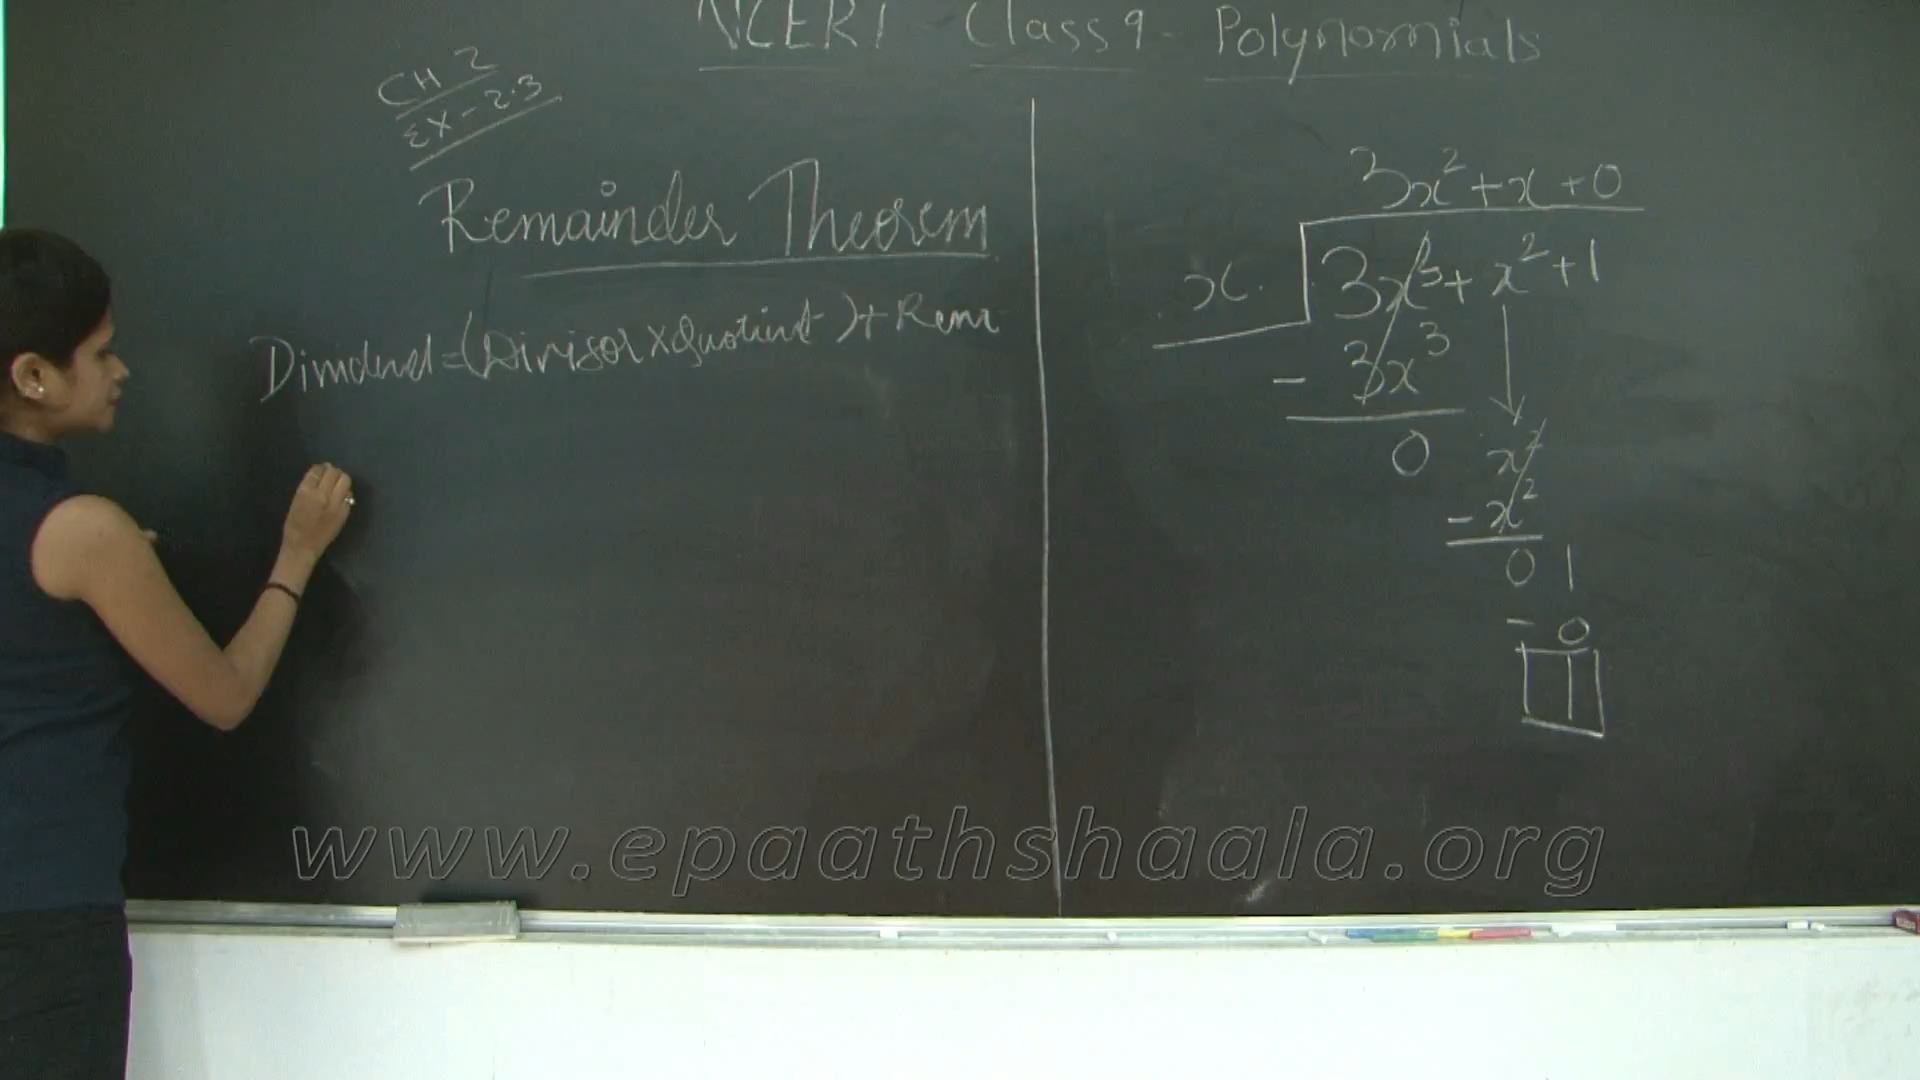 NCERT - Class 9 - Polynomials
CH 2
EX - 2.3
Remainder Theorem
Dividend = (Divisor x Quotient) + Rem
3x² + x + 0
x
3x³ + x² + 1
- 3x³
0
x²
- x²
0 1
- 0
1
www.epaathshaala.org